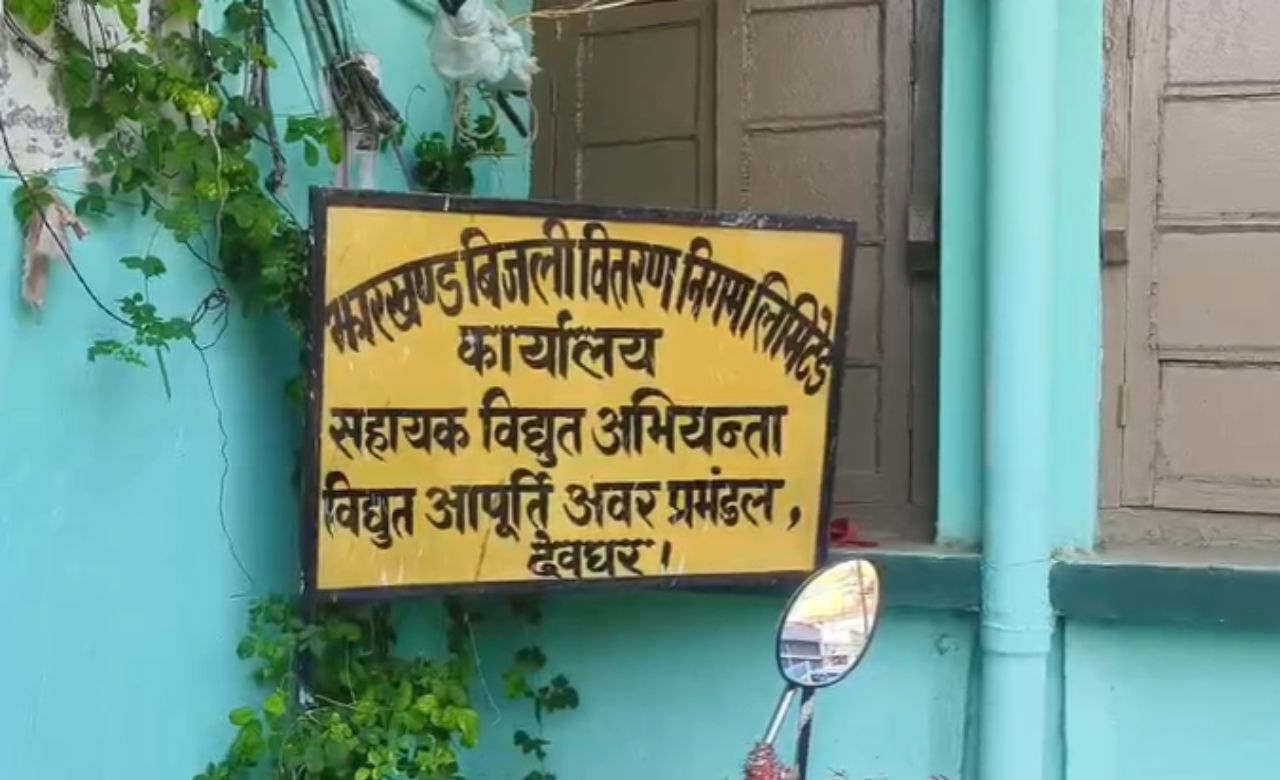 झारखण्ड बिजली वितरण निगम लिमिटेड
कार्यालय
सहायक विद्युत अभियन्ता
विद्युत आपूर्ति अवर प्रमंडल,
देवघर।